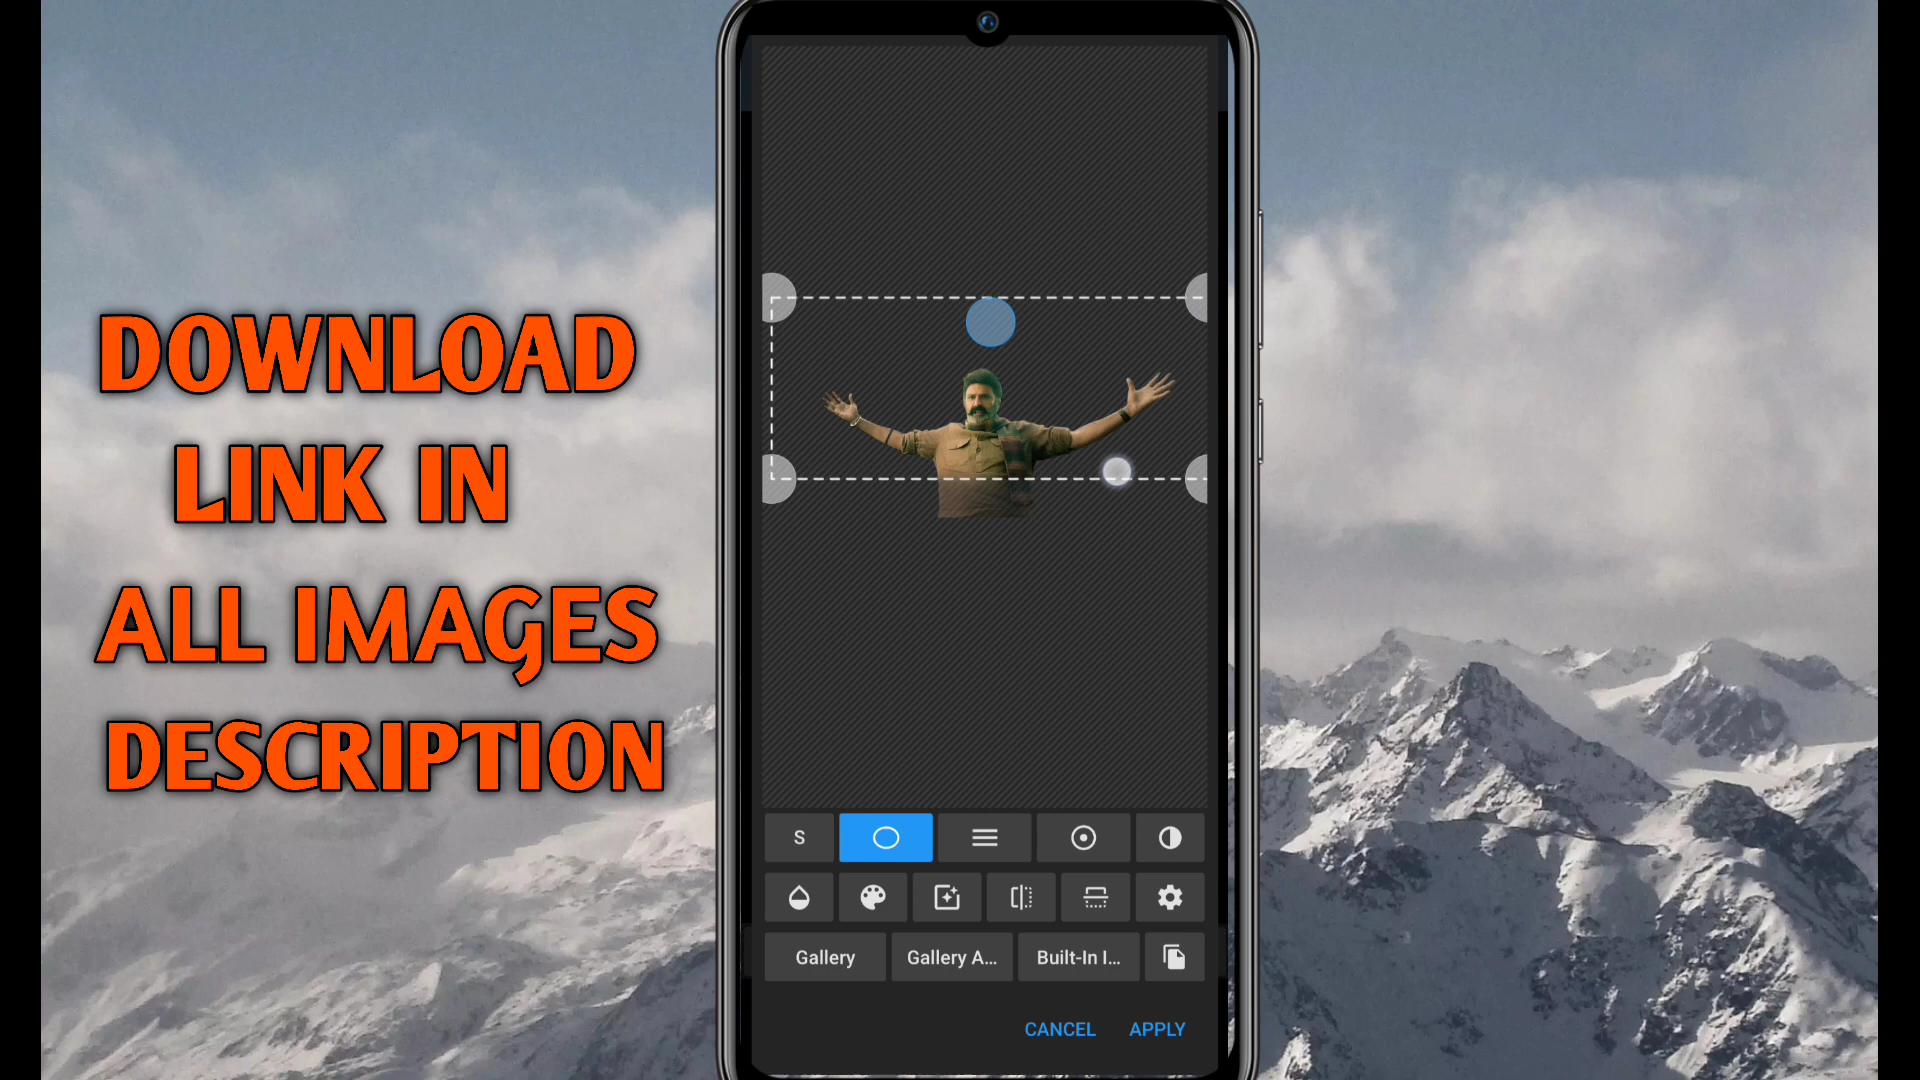 DOWNLOAD
LINK IN
ALL IMAGES
DESCRIPTION
S
Gallery
Gallery A...
Built-In I...
CANCEL
APPLY